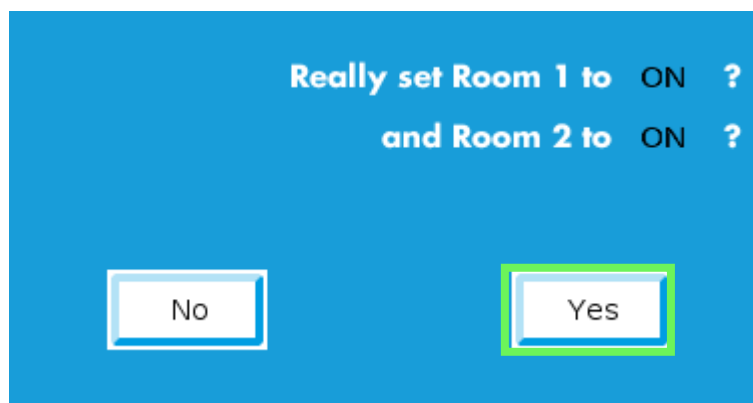 Really set Room 1 to ON ?
and Room 2 to ON ?
No Yes